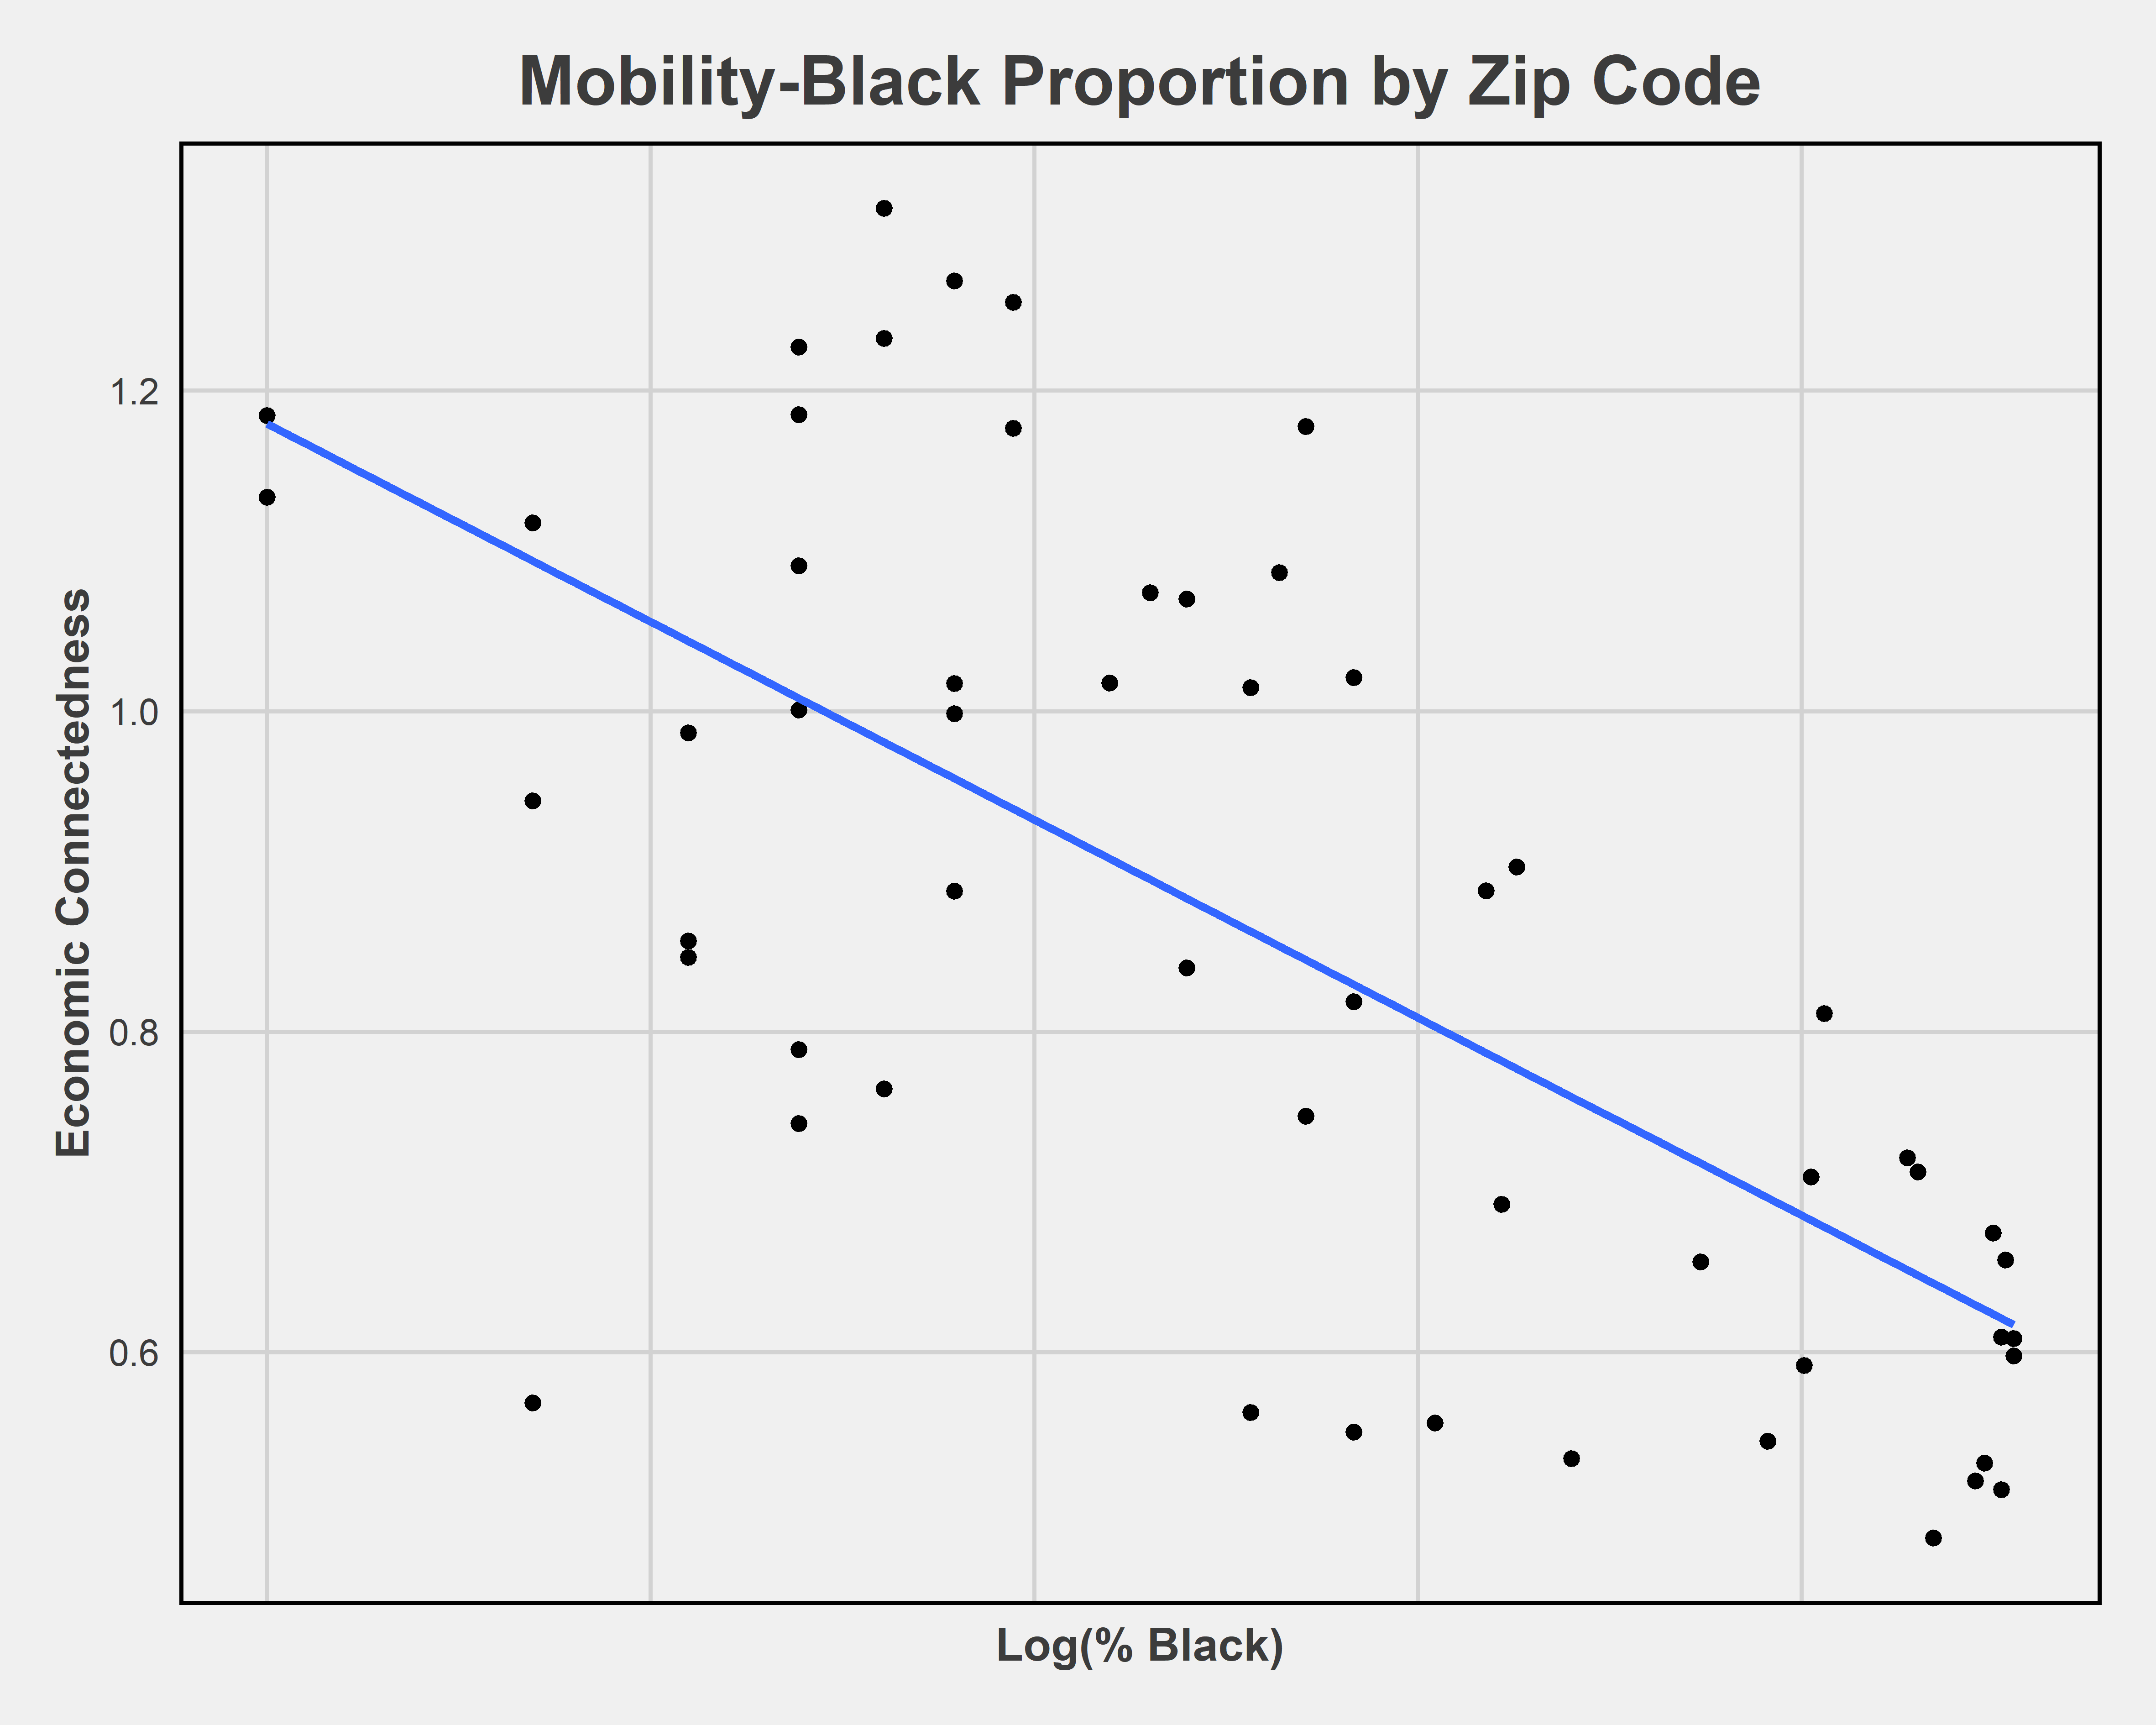 Mobility-Black Proportion by Zip Code
Economic Connectedness
1.2
1.0
0.8
0.6
Log(% Black)